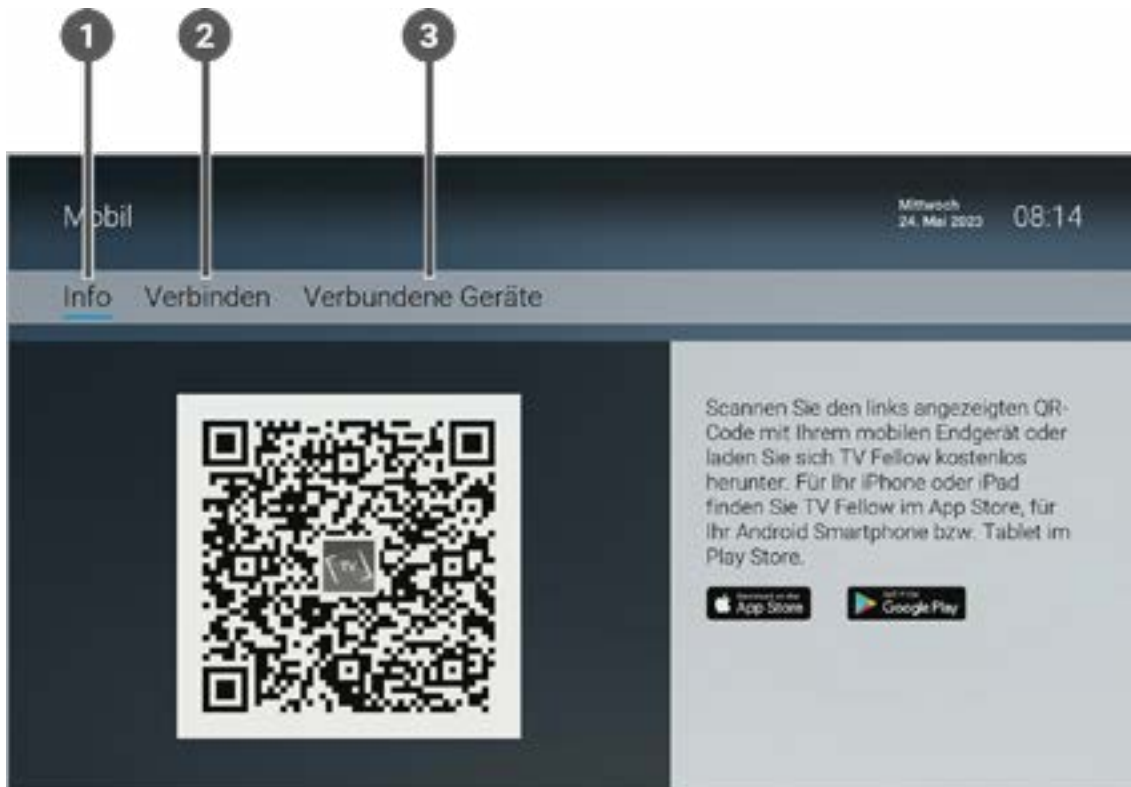 1 2 3
Mobil
Mittwoch
24. Mai 2023
08:14
Info Verbinden Verbundene Geräte
TV
Scannen Sie den links angezeigten QR-
Code mit Ihrem mobilen Endgerät oder
laden Sie sich TV Fellow kostenlos
herunter. Für Ihr iPhone oder iPad
finden Sie TV Fellow im App Store, für
Ihr Android Smartphone bzw. Tablet im
Play Store.
App Store
Google Play